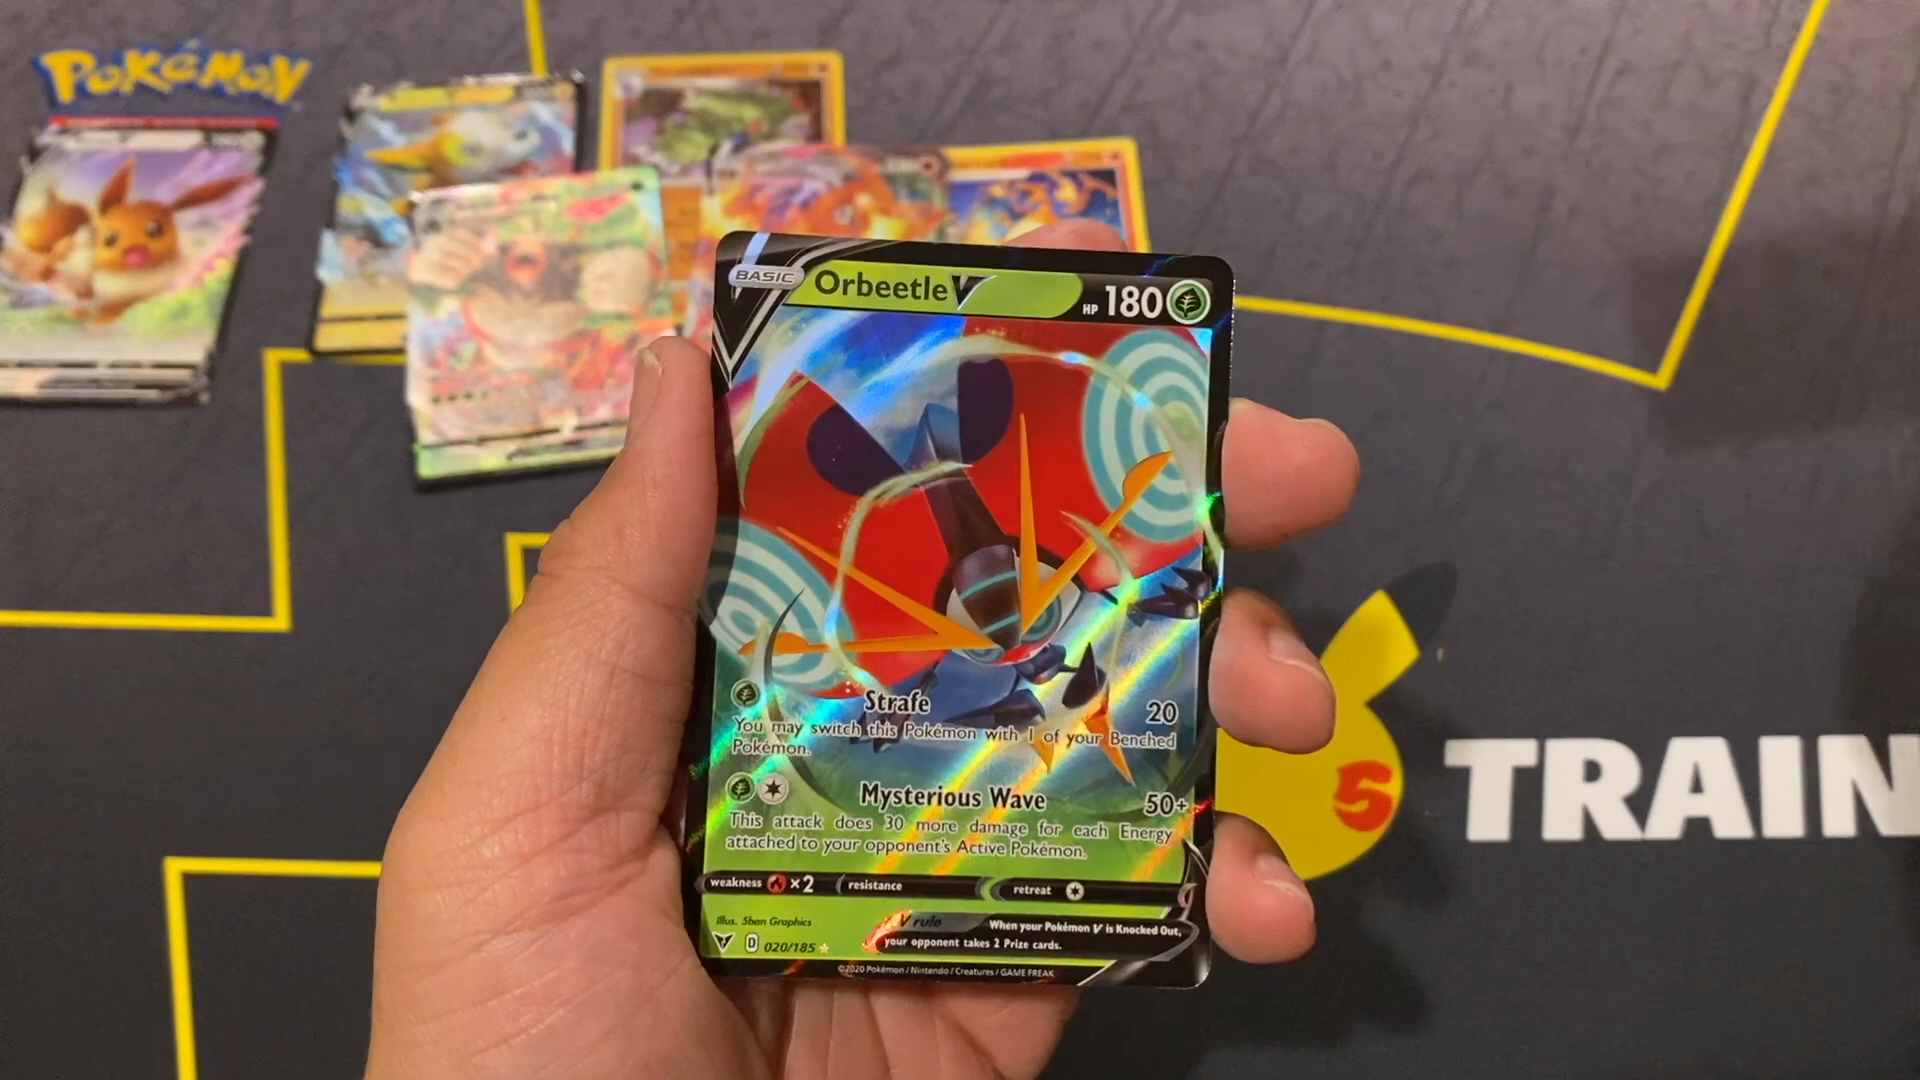 POKéMON
BASIC
Orbeetle V
HP 180
Strafe
20
You may switch this Pokémon with 1 of your Benched
Pokémon.
Mysterious Wave
50+
This attack does 30 more damage for each Energy
attached to your opponent's Active Pokémon.
weakness ×2 resistance retreat
Illus. 5ban Graphics
V rule When your Pokémon V is Knocked Out,
your opponent takes 2 Prize cards.
D 020/185
©2020 Pokémon / Nintendo / Creatures / GAME FREAK
5 TRAIN